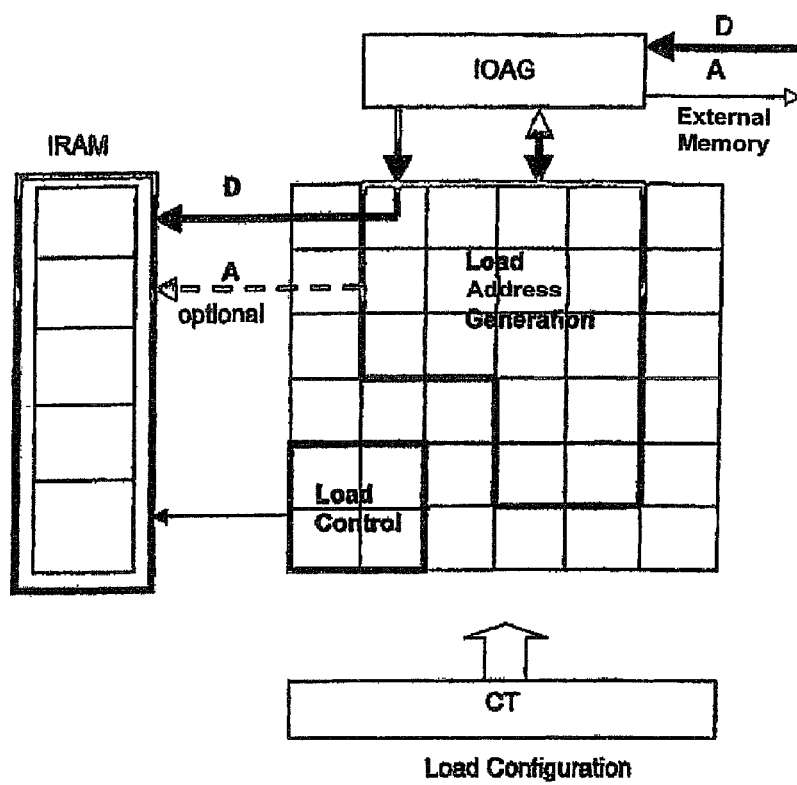 D
IOAG
A
External
Memory
IRAM
D
A
optional
Load
Address
Generation
Load
Control
CT
Load Configuration